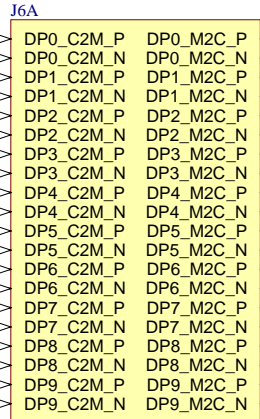 J6A
DP0_C2M_P DP0_M2C_P
DP0_C2M_N DP0_M2C_N
DP1_C2M_P DP1_M2C_P
DP1_C2M_N DP1_M2C_N
DP2_C2M_P DP2_M2C_P
DP2_C2M_N DP2_M2C_N
DP3_C2M_P DP3_M2C_P
DP3_C2M_N DP3_M2C_N
DP4_C2M_P DP4_M2C_P
DP4_C2M_N DP4_M2C_N
DP5_C2M_P DP5_M2C_P
DP5_C2M_N DP5_M2C_N
DP6_C2M_P DP6_M2C_P
DP6_C2M_N DP6_M2C_N
DP7_C2M_P DP7_M2C_P
DP7_C2M_N DP7_M2C_N
DP8_C2M_P DP8_M2C_P
DP8_C2M_N DP8_M2C_N
DP9_C2M_P DP9_M2C_P
DP9_C2M_N DP9_M2C_N